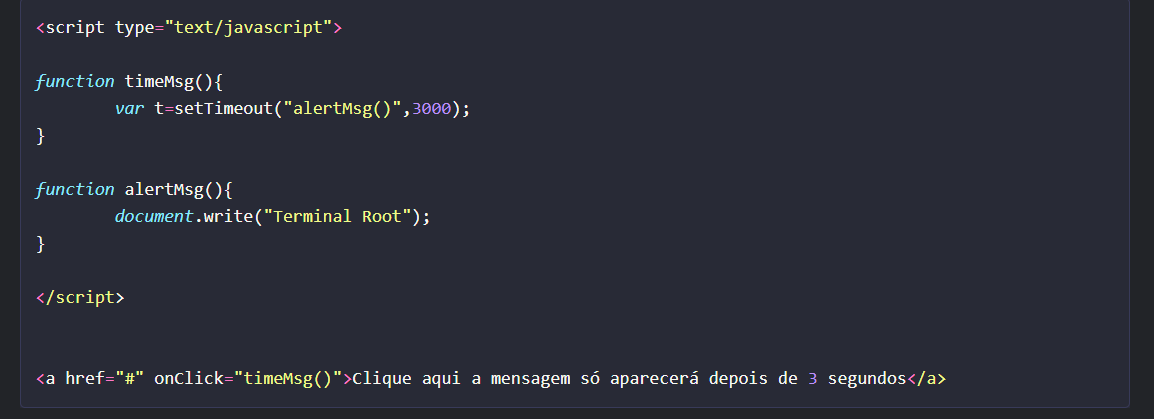 <script type="text/javascript">
function timeMsg(){
var t=setTimeout("alertMsg()",3000);
}
function alertMsg(){
document.write("Terminal Root");
}
</script>
<a href="#" onClick="timeMsg()">Clique aqui a mensagem só aparecerá depois de 3 segundos</a>